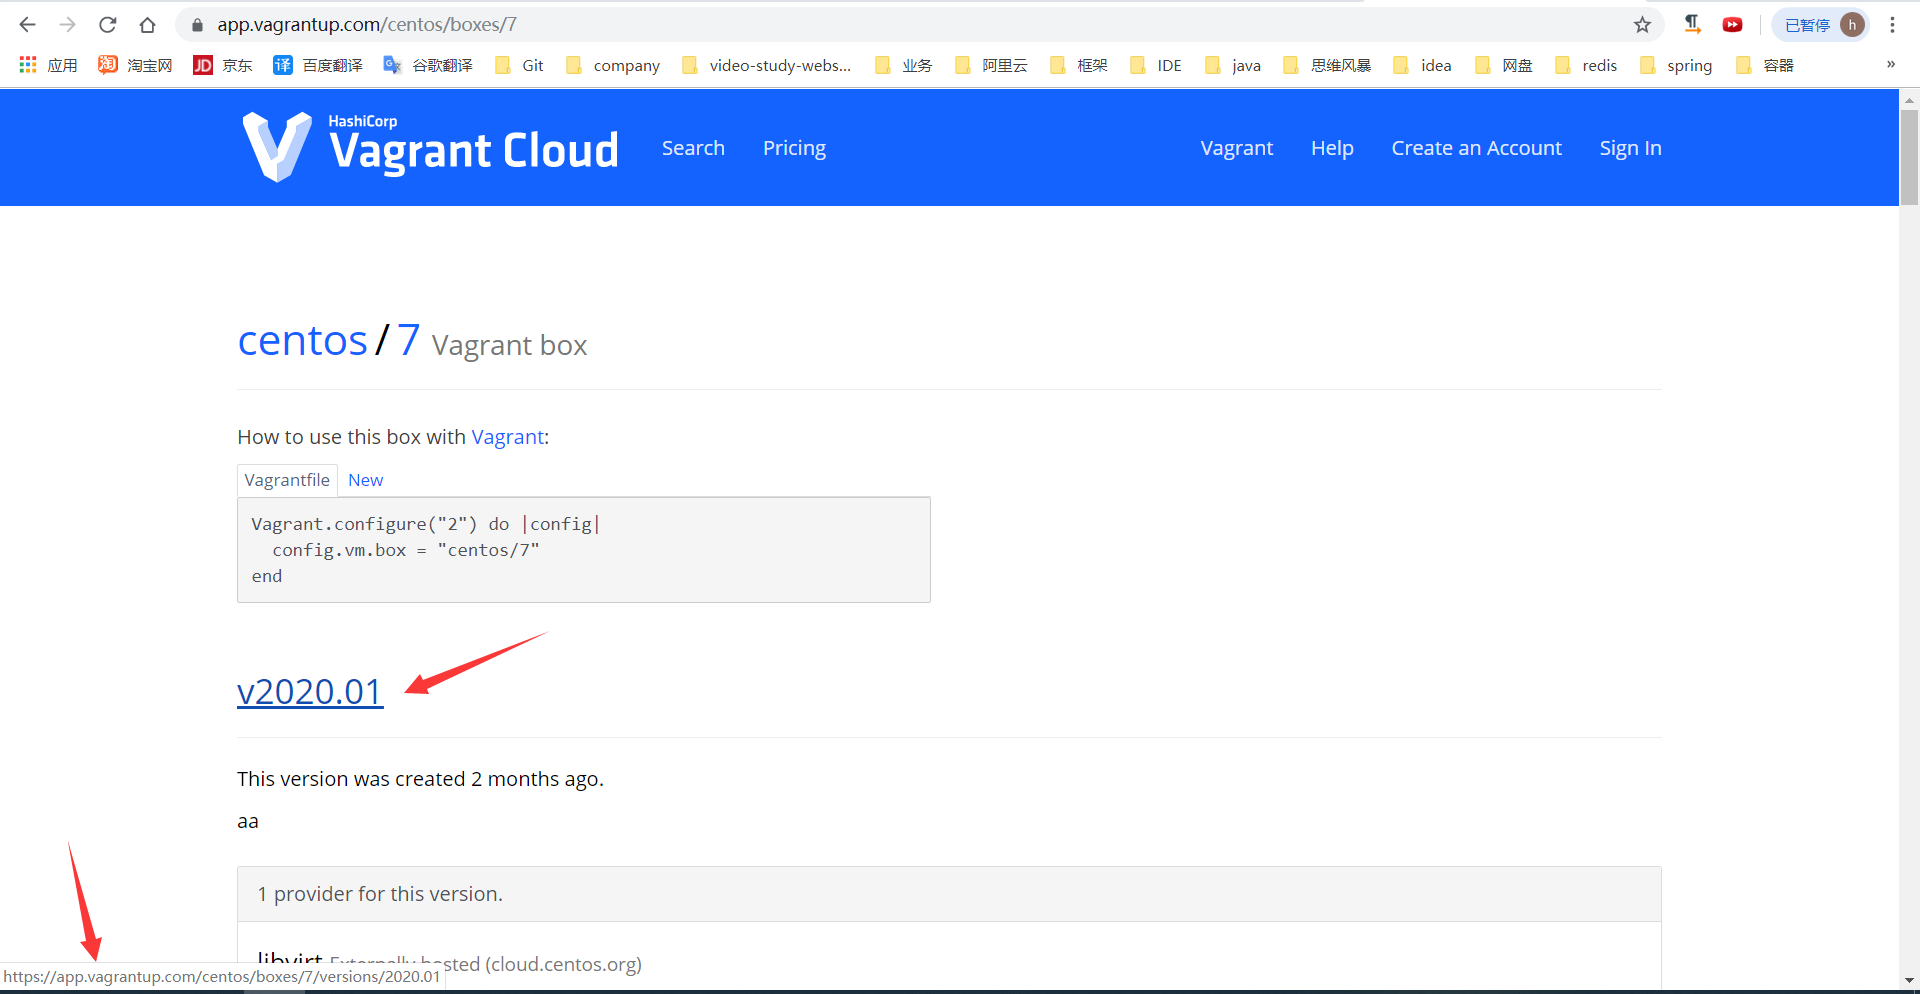 app.vagrantup.com/centos/boxes/7
已暂停 h
应用 淘宝网 京东 百度翻译 谷歌翻译 Git company video-study-webs... 业务 阿里云 框架 IDE java 思维风暴 idea 网盘 redis spring 容器 »
HashiCorp
Vagrant Cloud Search Pricing Vagrant Help Create an Account Sign In
centos / 7 Vagrant box
How to use this box with Vagrant:
Vagrantfile New
Vagrant.configure("2") do |config|
config.vm.box = "centos/7"
end
v2020.01
This version was created 2 months ago.
aa
1 provider for this version.
libvirt Externally hosted (cloud.centos.org)
https://app.vagrantup.com/centos/boxes/7/versions/2020.01